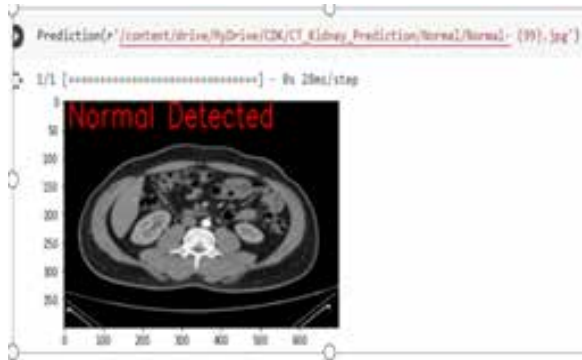 Prediction(r'/content/drive/MyDrive/CDK/CT_Kidney_Prediction/Normal/Normal- (99).jpg')
1/1 [==============================] - 0s 28ms/step
Normal Detected
0
50
100
150
200
250
300
350
0 100 200 300 400 500 600